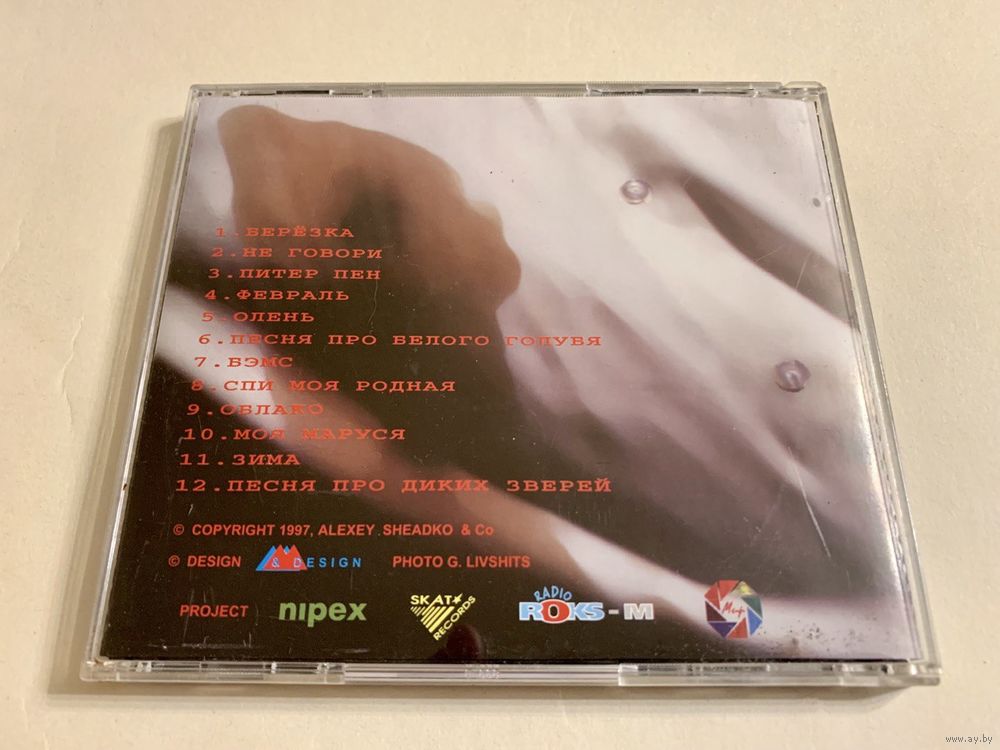 1.БЕРЁЗКА
2.НЕ ГОВОРИ
3.ПИТЕР ПЕН
4.ФЕВРАЛЬ
5.ОЛЕНЬ
6.ПЕСНЯ ПРО БЕЛОГО ГОЛУБЯ
7.БЭМС
8.СПИ МОЯ РОДНАЯ
9.ОБЛАКО
10.МОЯ МАРУСЯ
11.ЗИМА
12.ПЕСНЯ ПРО ДИКИХ ЗВЕРЕЙ
© COPYRIGHT 1997, ALEXEY SHEADKO & Co
© DESIGN & DESIGN PHOTO G. LIVSHITS
PROJECT nipex SKAT RECORDS RADIO ROKS-M Мир
www.ay.by